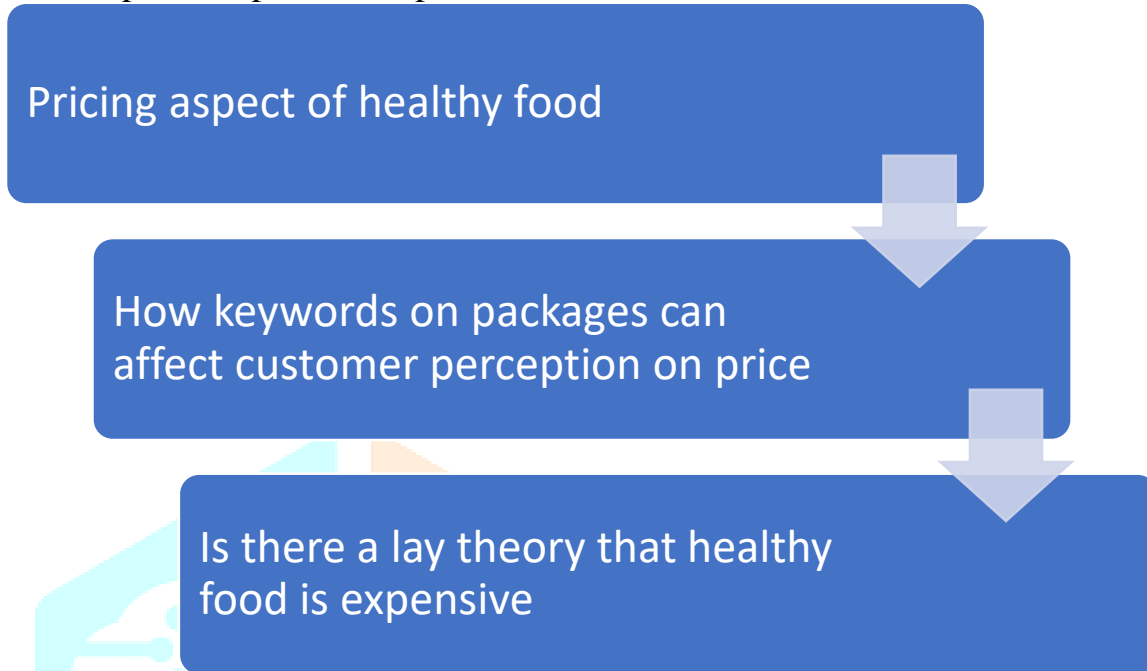 Pricing aspect of healthy food
How keywords on packages can
affect customer perception on price
Is there a lay theory that healthy
food is expensive